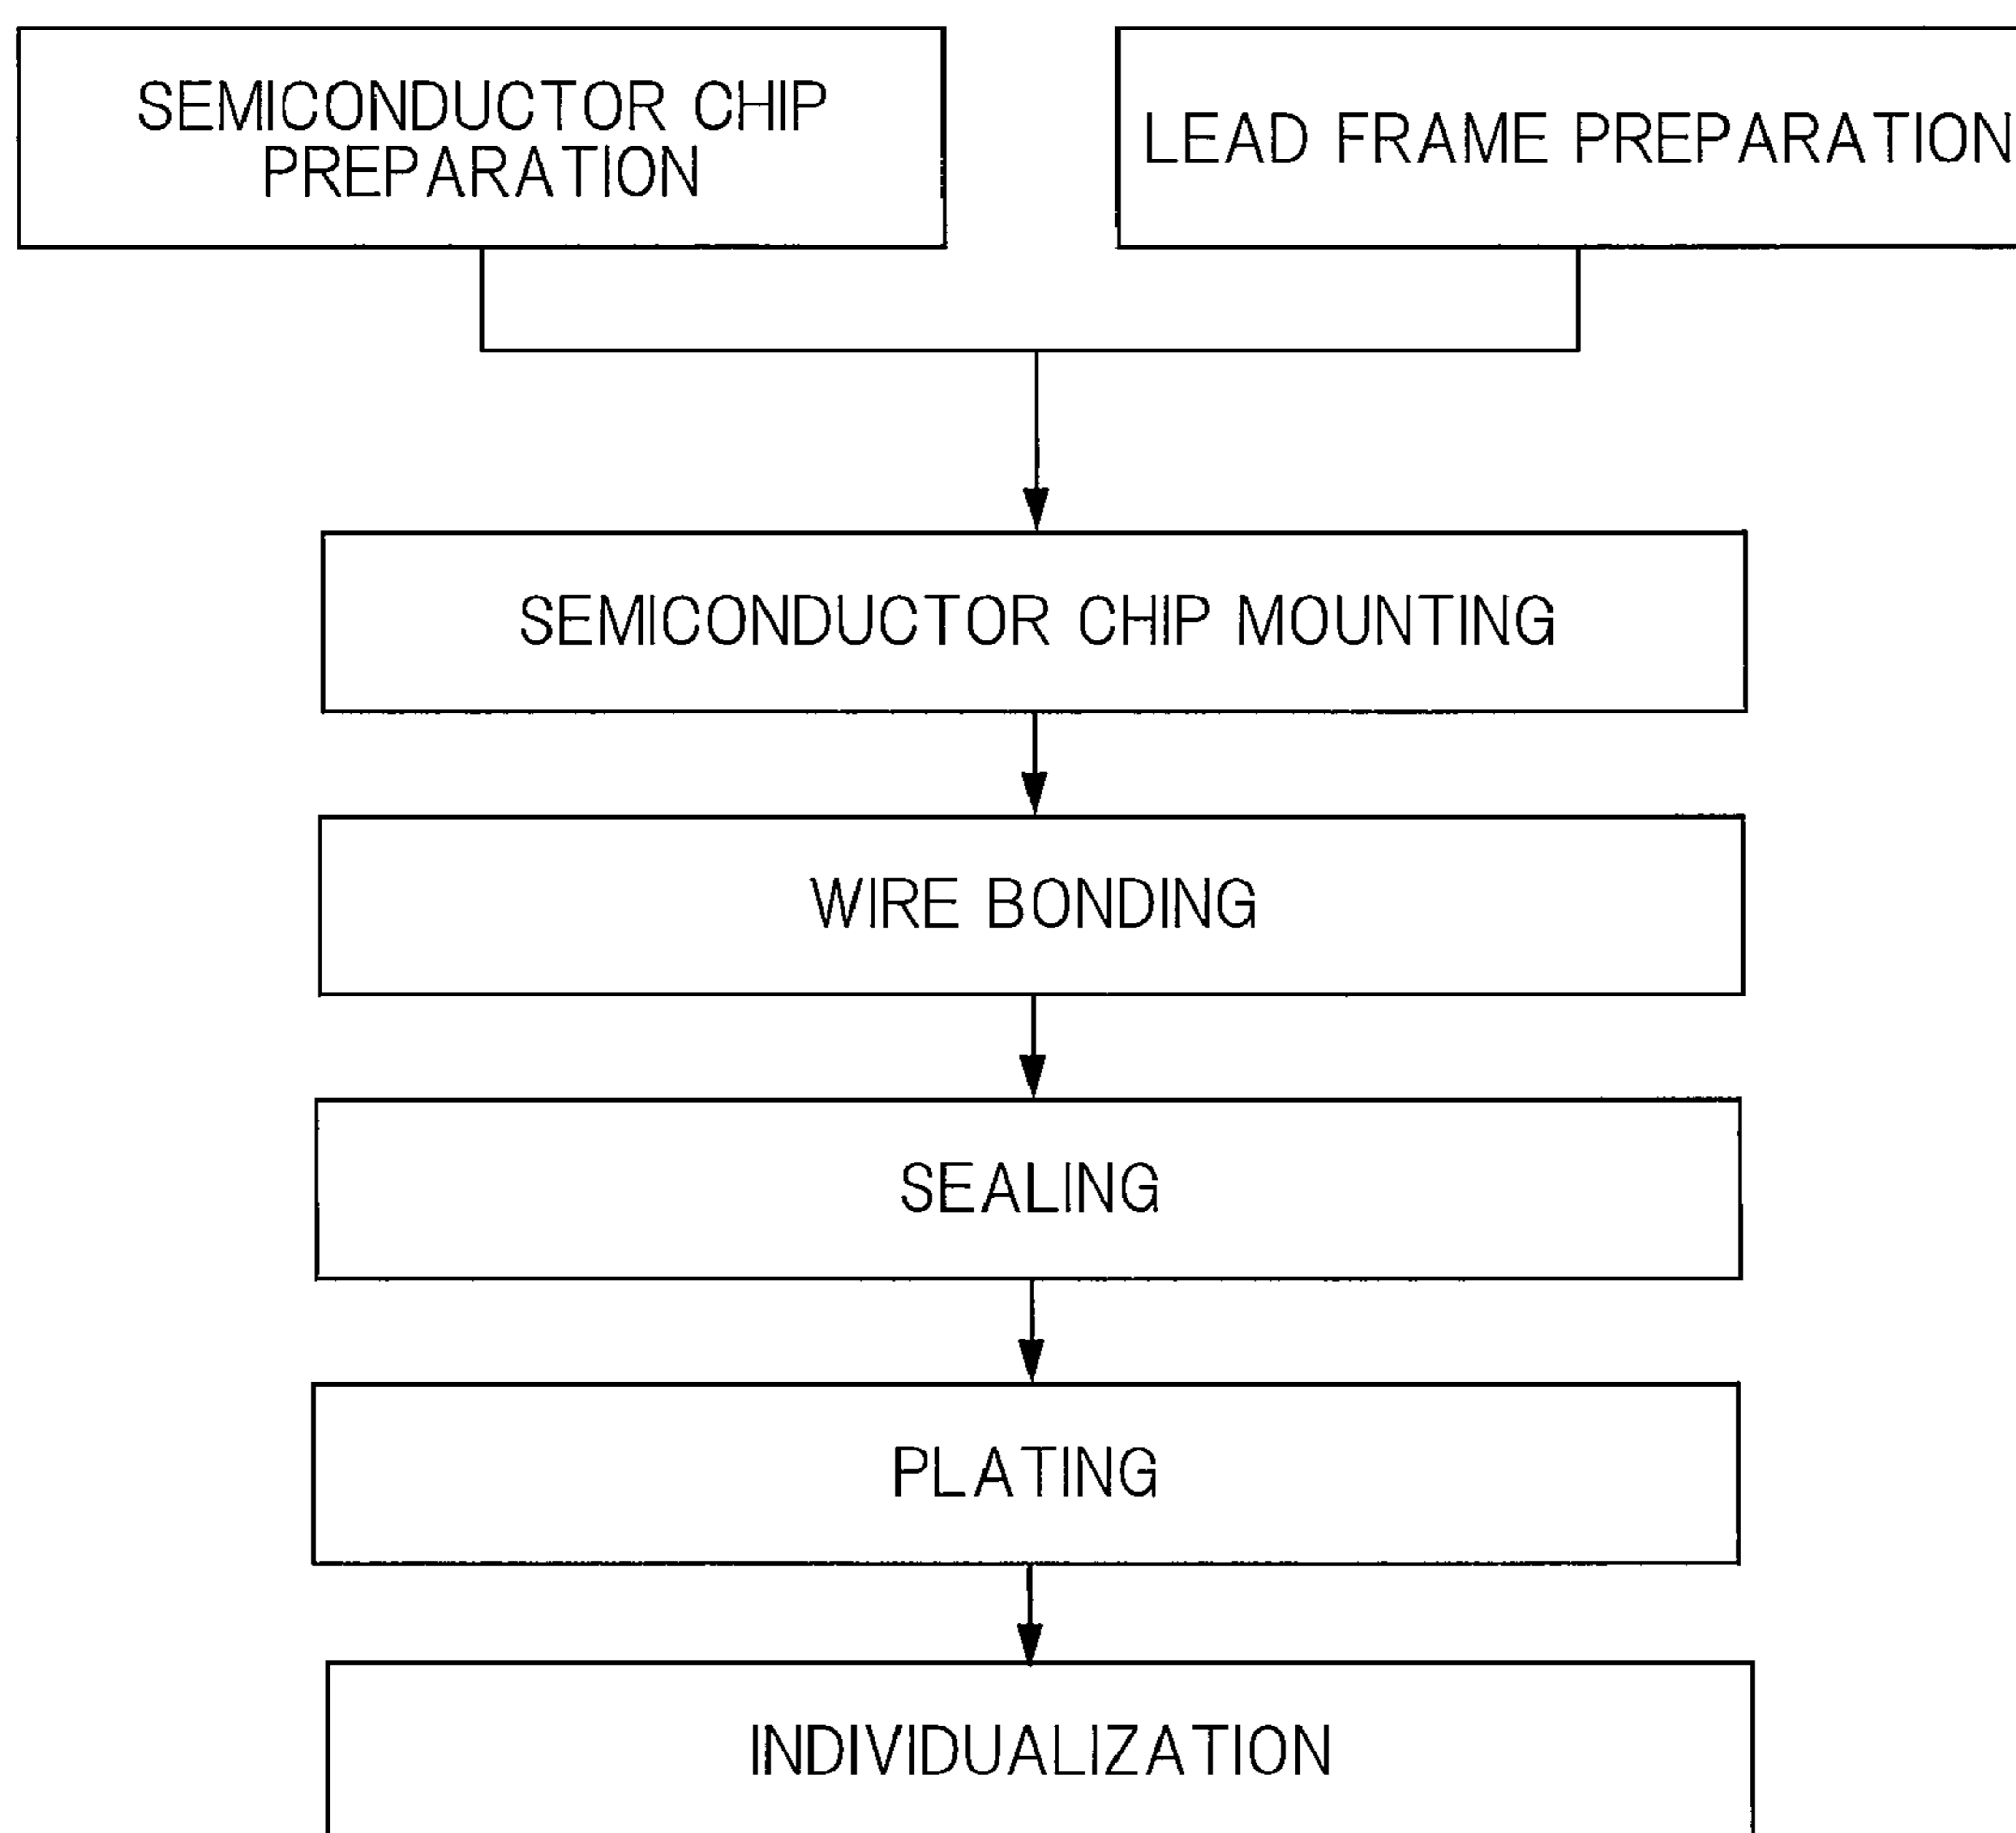 SEMICONDUCTOR CHIP
PREPARATION
LEAD FRAME PREPARATION
SEMICONDUCTOR CHIP MOUNTING
WIRE BONDING
SEALING
PLATING
INDIVIDUALIZATION